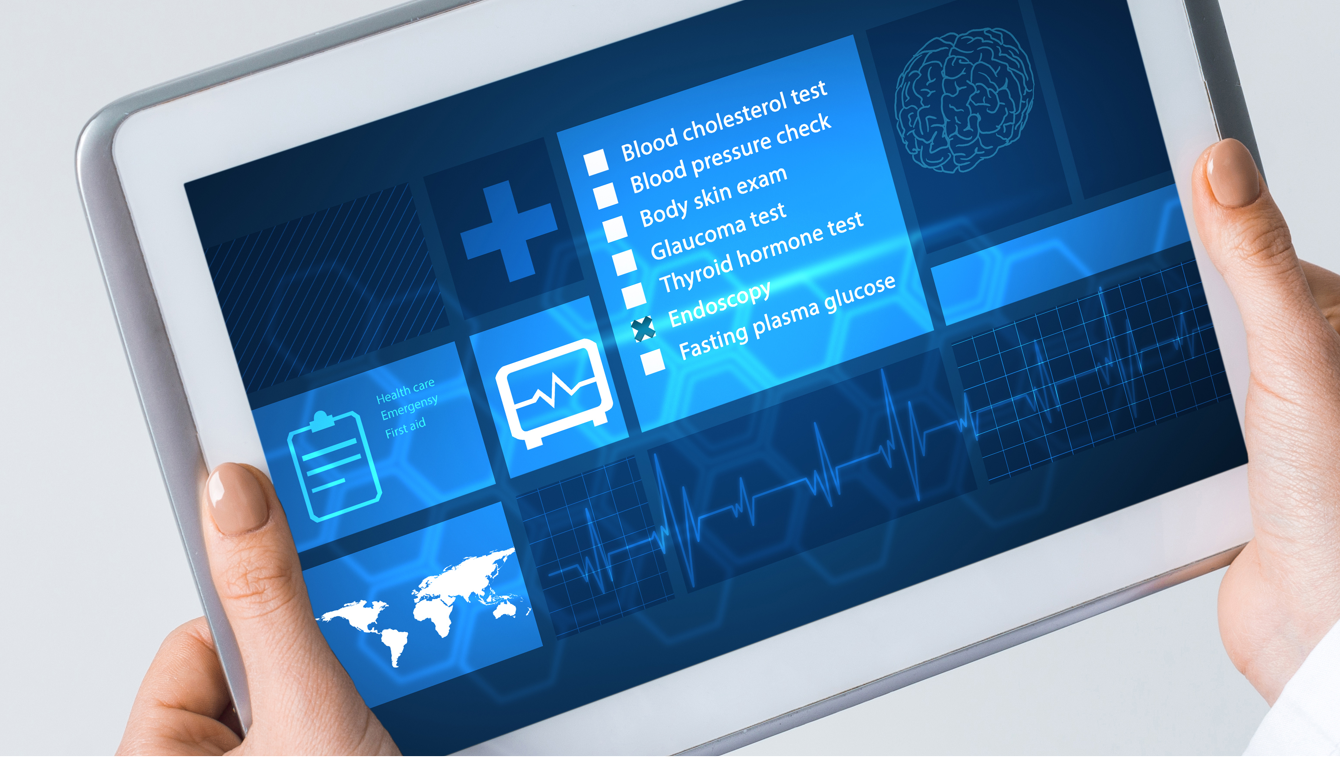 Blood cholesterol test
Blood pressure check
Body skin exam
Glaucoma test
Thyroid hormone test
Endoscopy
Fasting plasma glucose
Health care
Emergensy
First aid